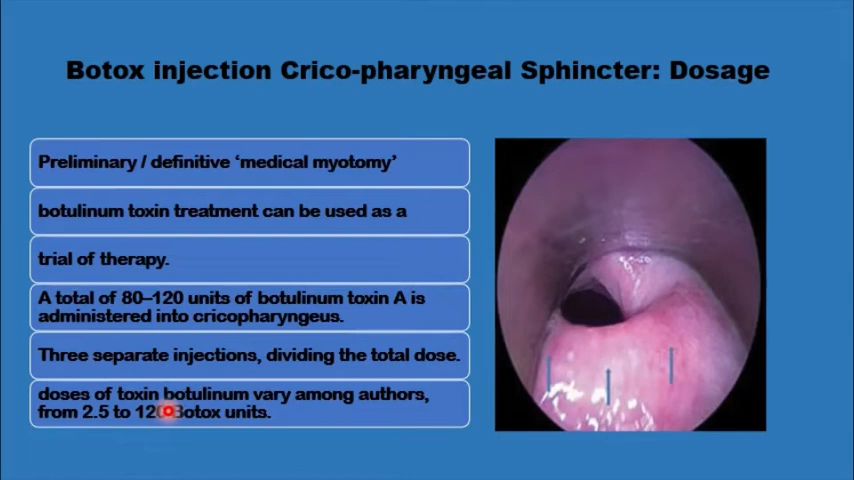 Botox injection Crico-pharyngeal Sphincter: Dosage
Preliminary / definitive ‘medical myotomy’
botulinum toxin treatment can be used as a
trial of therapy.
A total of 80–120 units of botulinum toxin A is
administered into cricopharyngeus.
Three separate injections, dividing the total dose.
doses of toxin botulinum vary among authors,
from 2.5 to 120 Botox units.